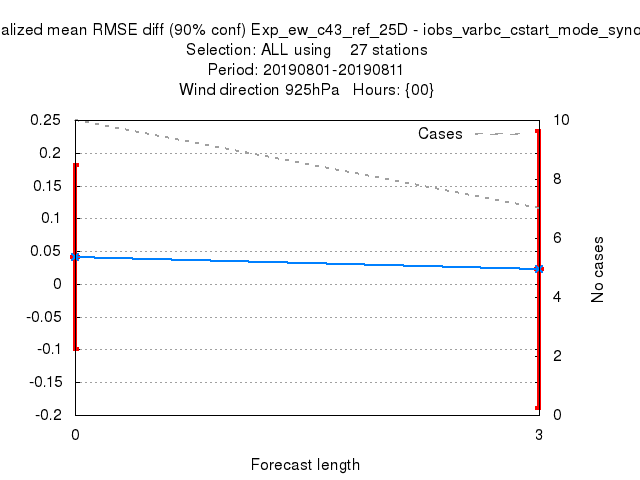 alized mean RMSE diff (90% conf) Exp_ew_c43_ref_25D - iobs_varbc_cstart_mode_syno
Selection: ALL using 27 stations
Period: 20190801-20190811
Wind direction 925hPa Hours: {00}
Cases
0.25
0.2
0.15
0.1
0.05
0
-0.05
-0.1
-0.15
-0.2
10
8
6
4
2
0
No cases
0
3
Forecast length